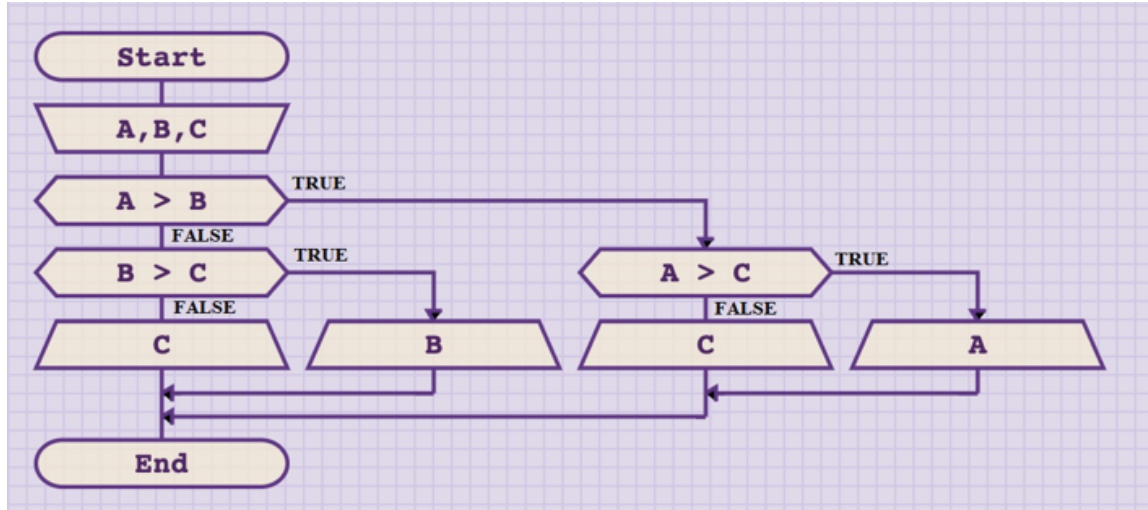 Start
A,B,C
A > B
TRUE
FALSE
B > C
TRUE
A > C
TRUE
FALSE
FALSE
C
B
C
A
End